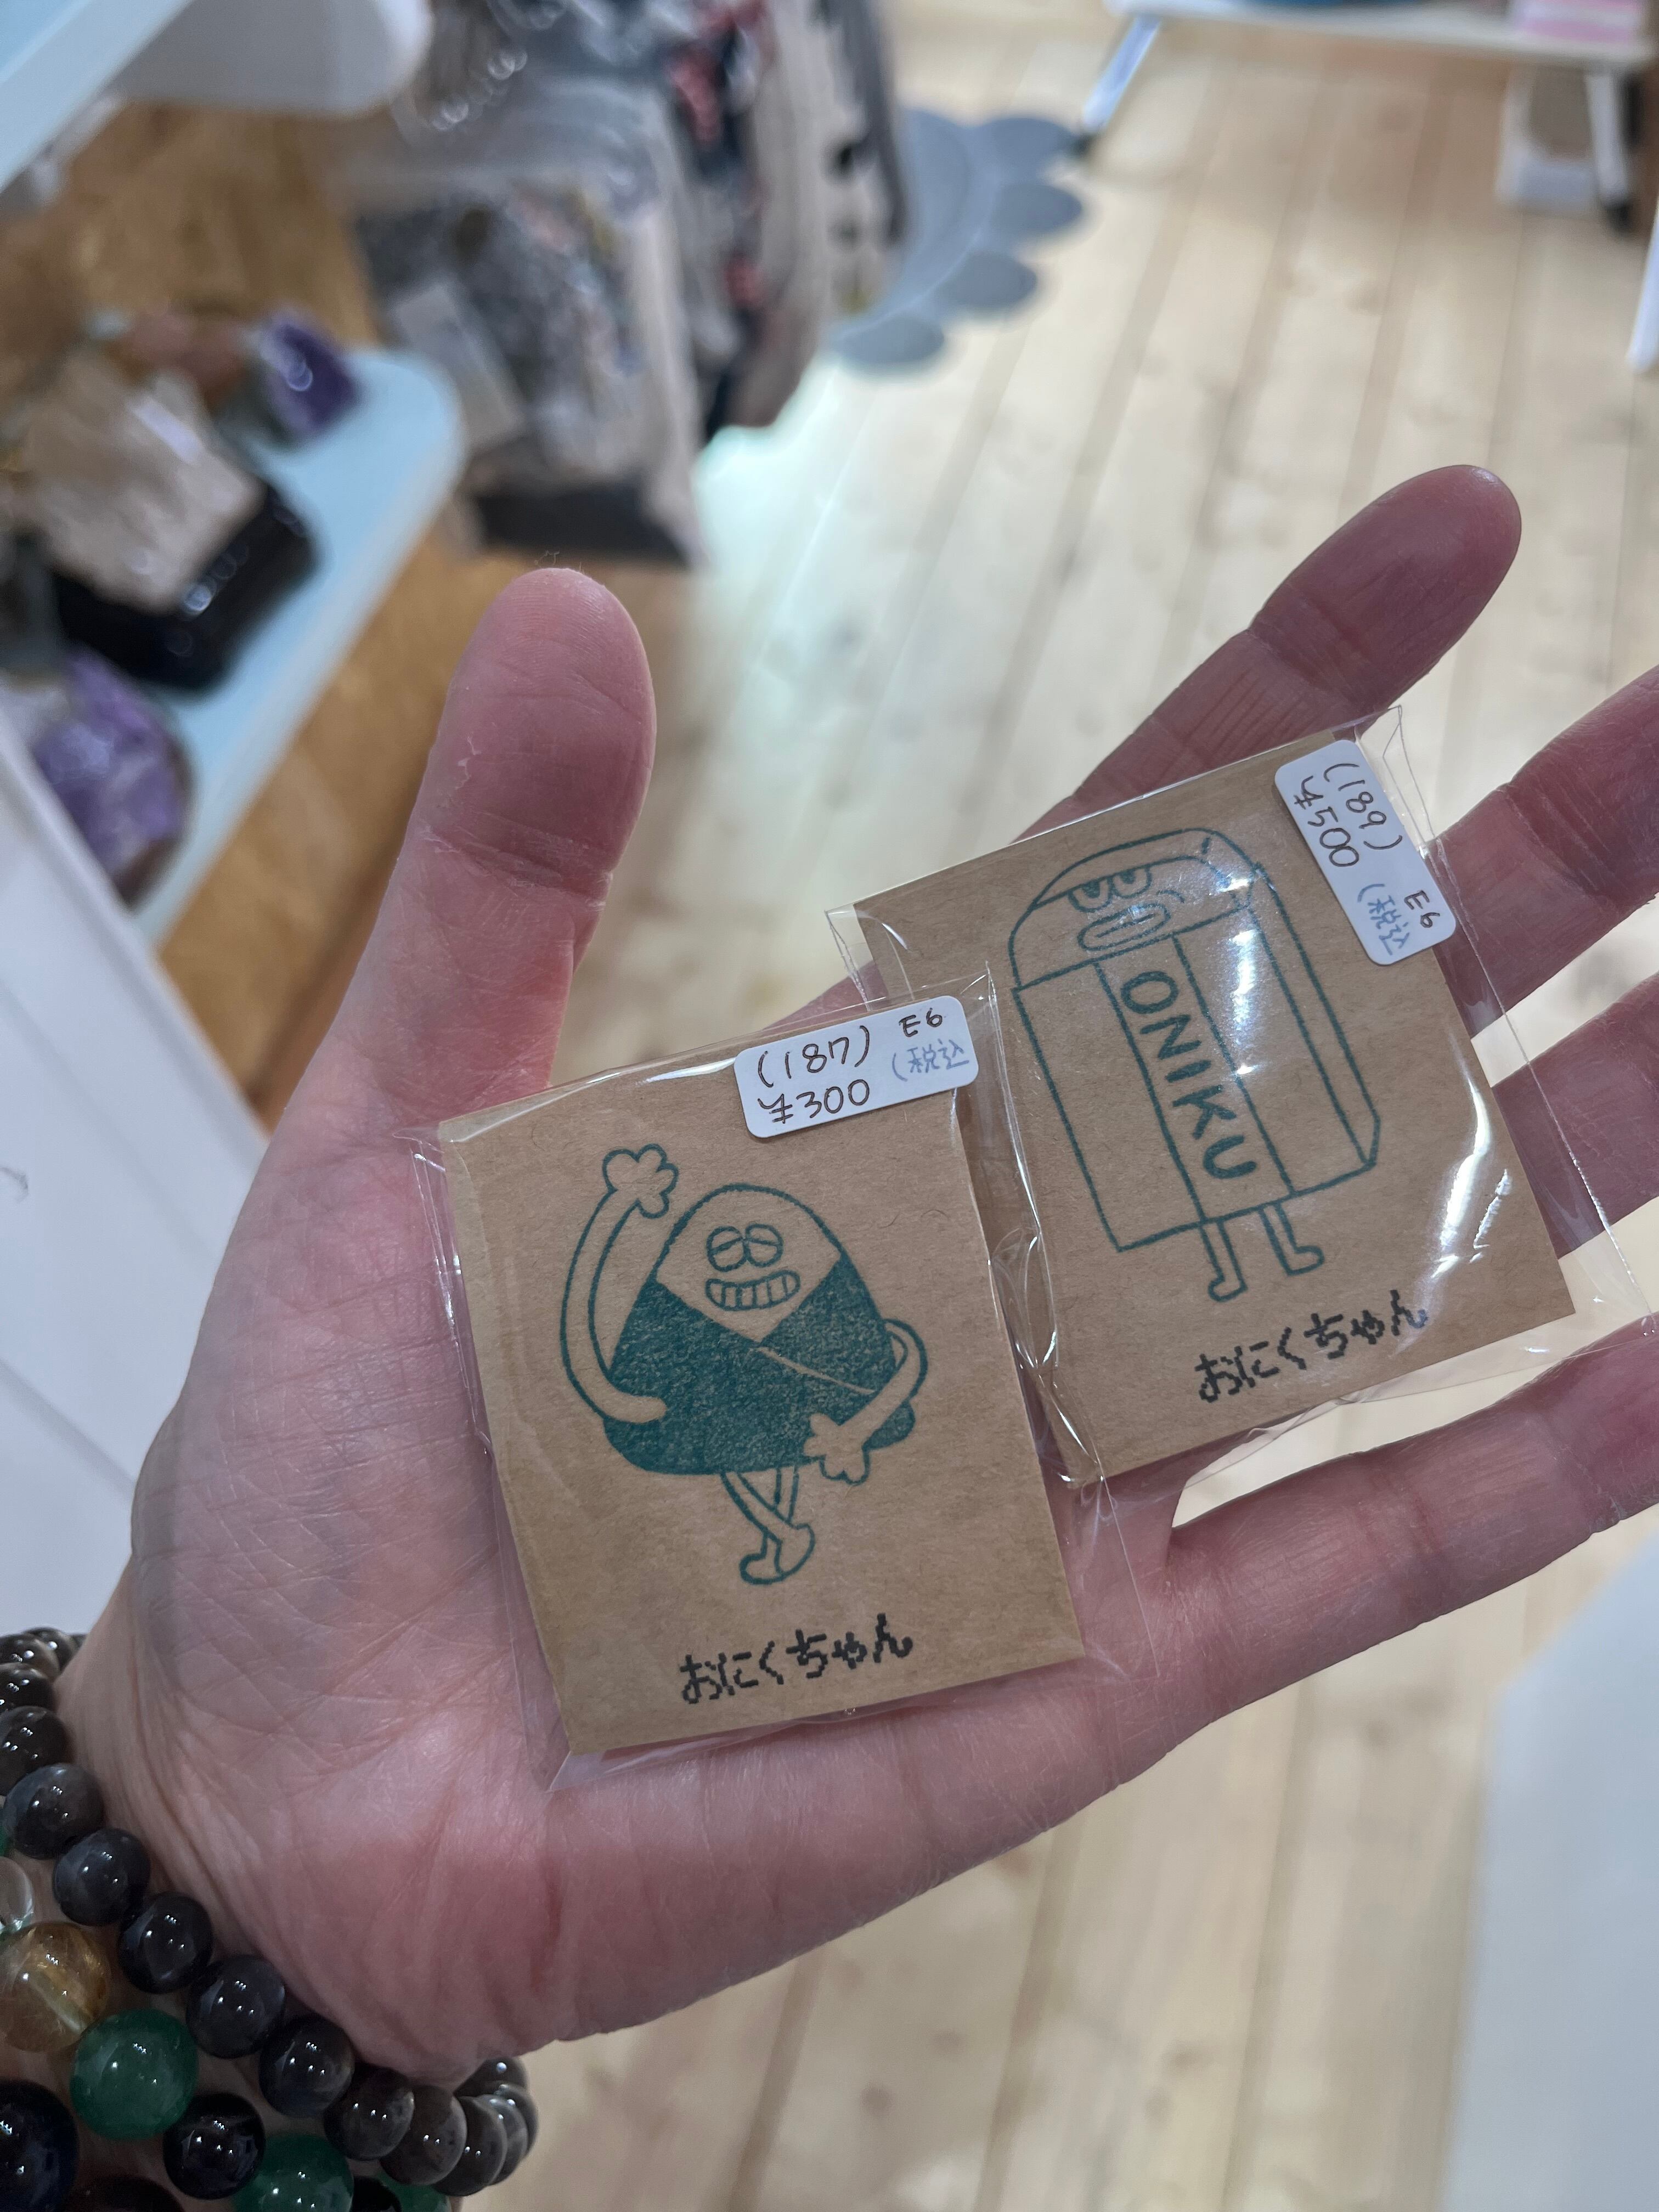 (187) E6
¥300 (税込
おにくちゃん
(189)
¥500 E6
(税込
ONIKU
おにくちゃん